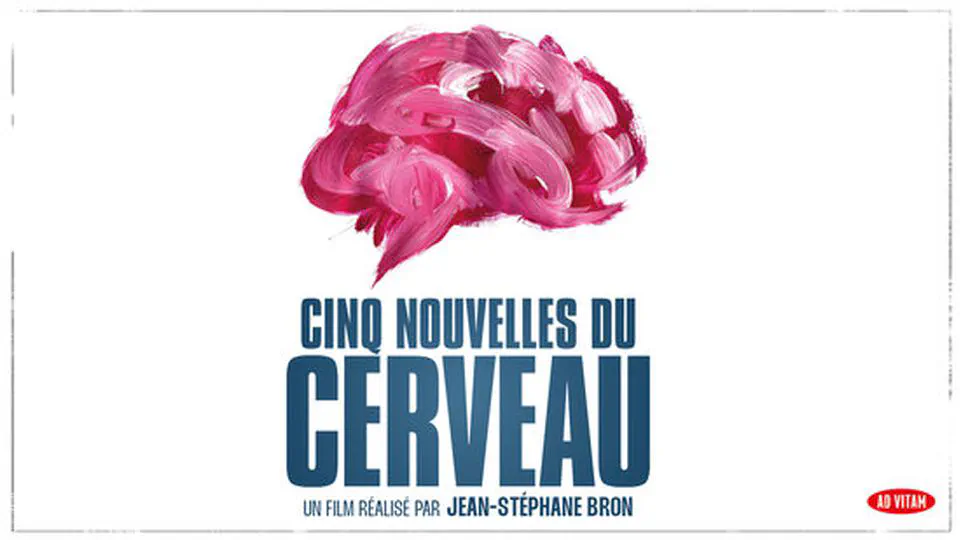 CINQ NOUVELLES DU
CERVEAU
UN FILM RÉALISÉ PAR JEAN-STÉPHANE BRON
AD VITAM